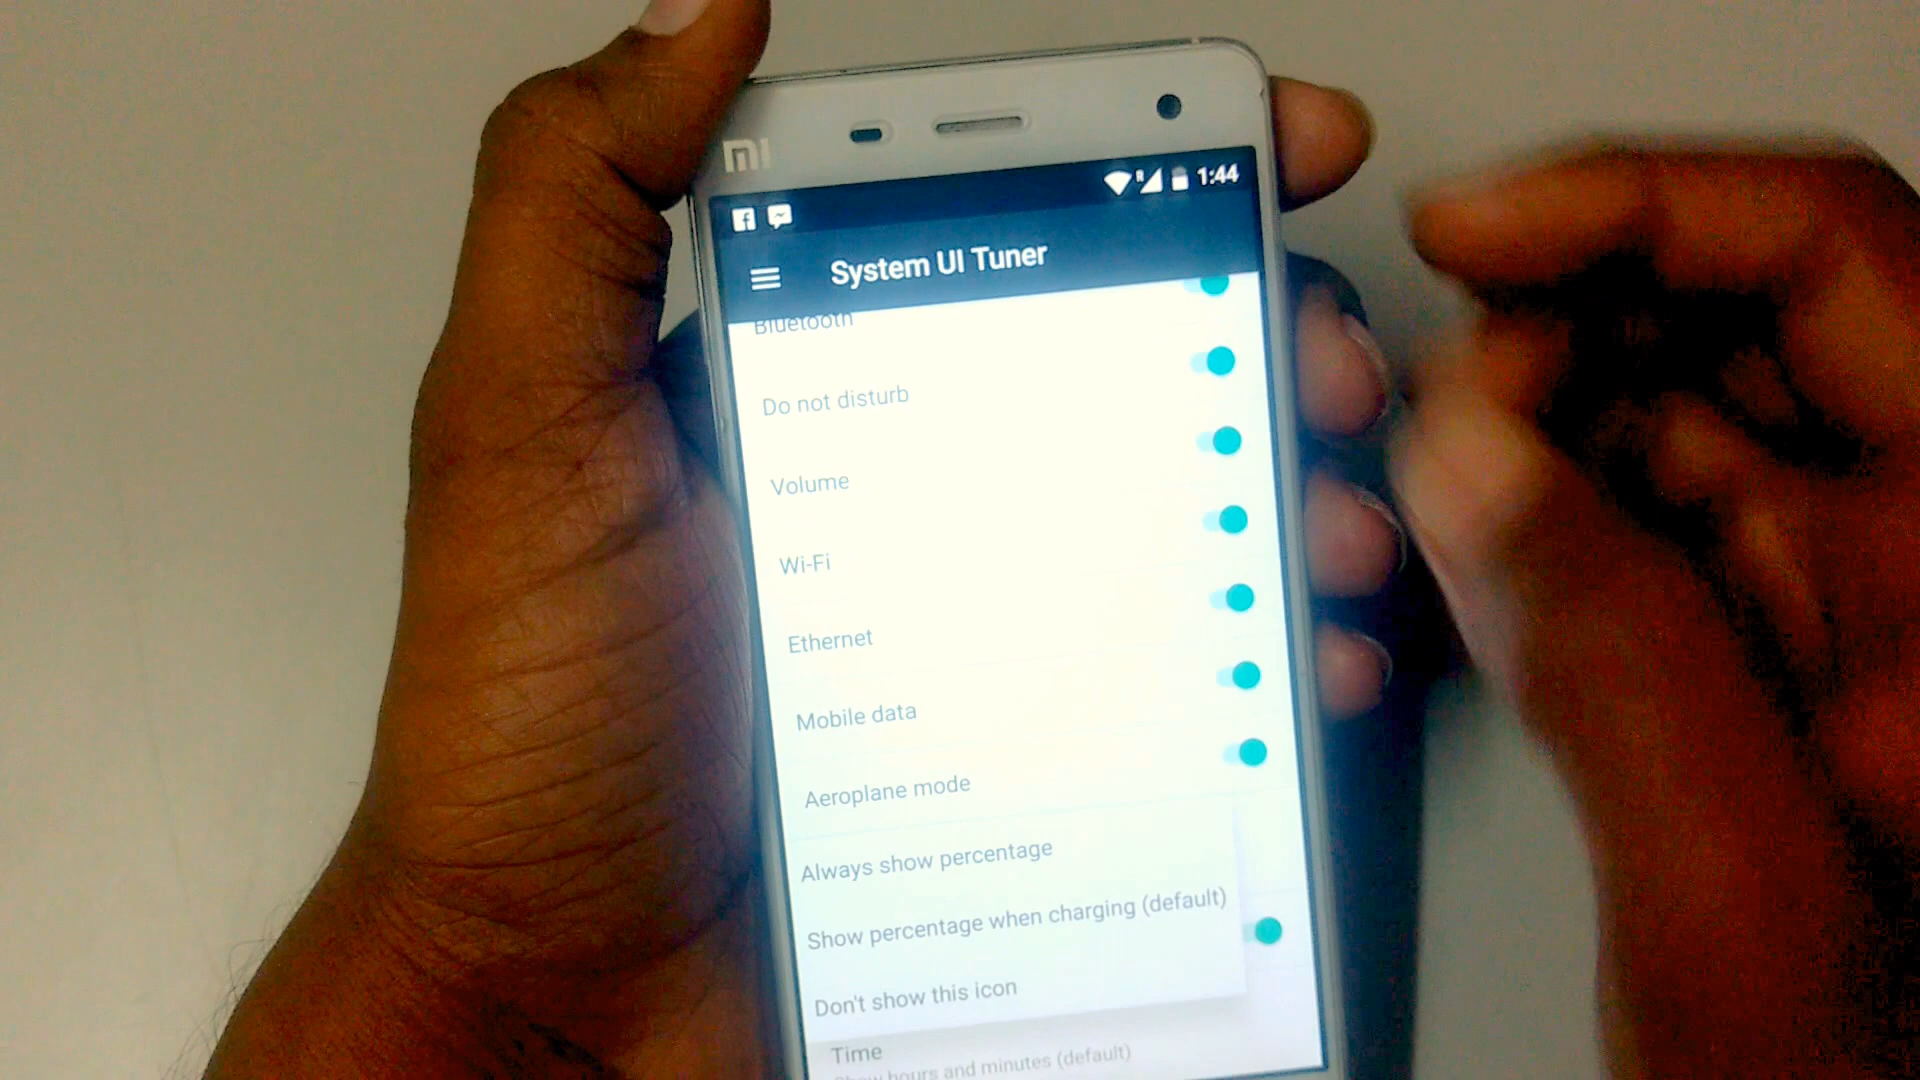 MI
R
1:44
System UI Tuner
Bluetooth
Do not disturb
Volume
Wi-Fi
Ethernet
Mobile data
Aeroplane mode
Always show percentage
Show percentage when charging (default)
Don't show this icon
Time
Show hours and minutes (default)